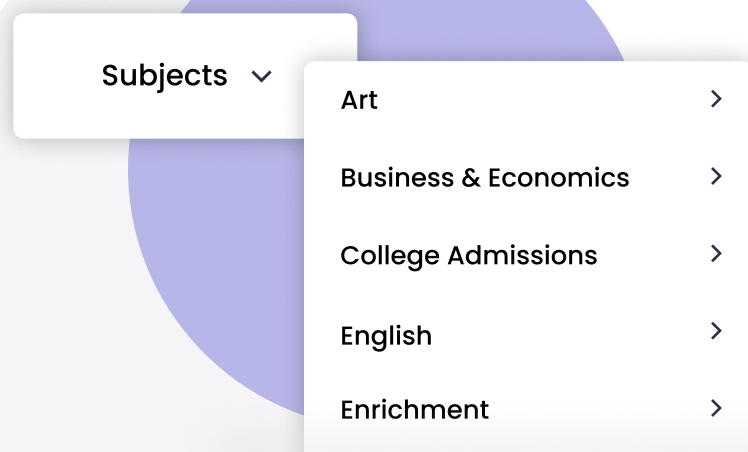 Subjects
Art
Business & Economics
College Admissions
English
Enrichment